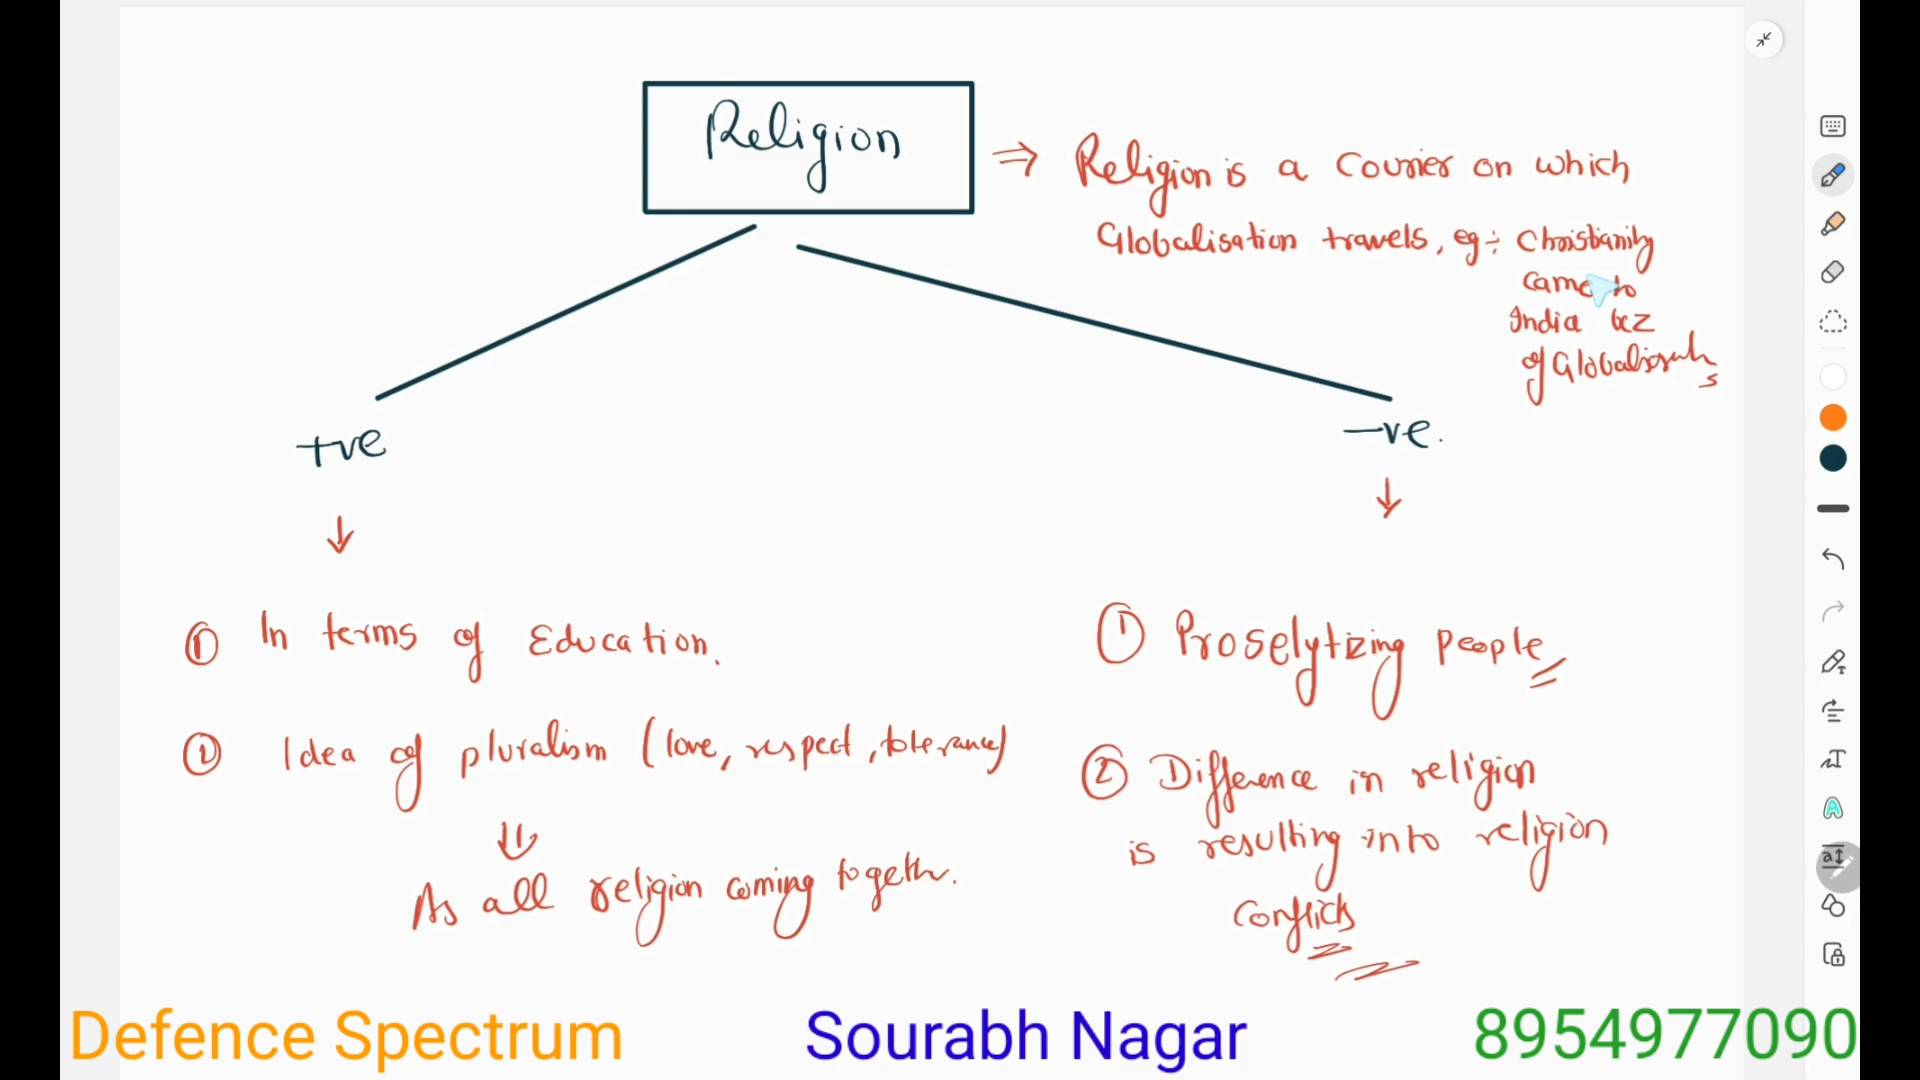 Religion
⇒ Religion is a Courier on which
Globalisation travels, eg ÷ Christianity
came to
India bcz
of Globalisatn
+ve
-ve.
↓
↓
① In terms of Education.
② Idea of pluralism (love, respect, tolerance)
⇓
As all religion coming together.
① Proselytizing people
② Difference in religion
is resulting into religion
Conflicts
Defence Spectrum
Sourabh Nagar
8954977090